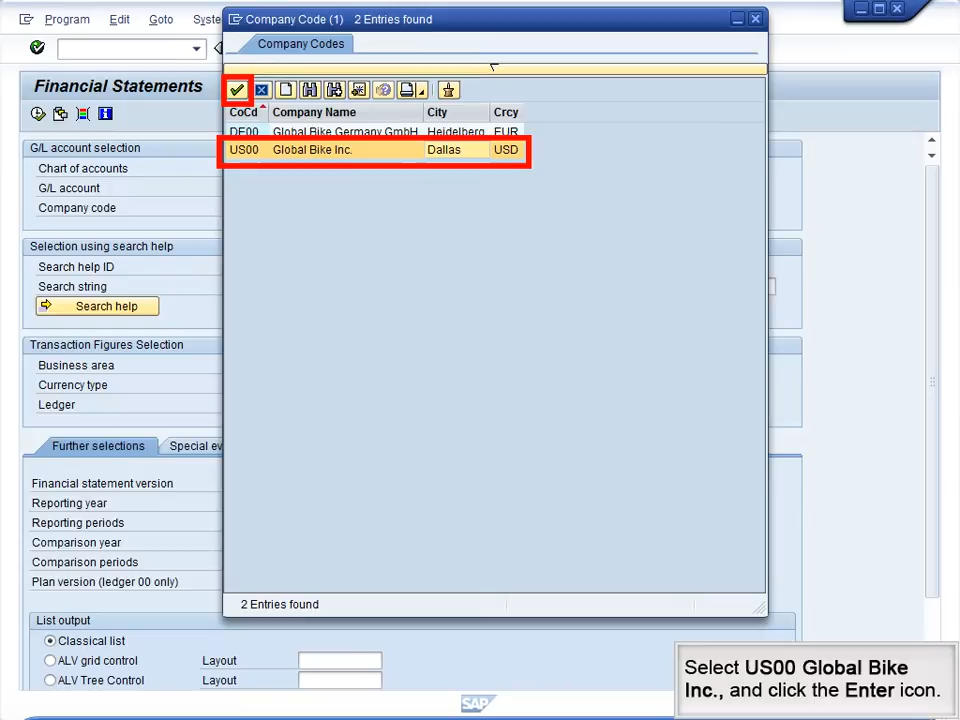 Program Edit Goto Syste
Company Code (1) 2 Entries found
Company Codes
Financial Statements
CoCd Company Name City Crcy
DE00 Global Bike Germany GmbH Heidelberg EUR
US00 Global Bike Inc. Dallas USD
G/L account selection
Chart of accounts
G/L account
Company code
Selection using search help
Search help ID
Search string
Search help
Transaction Figures Selection
Business area
Currency type
Ledger
Further selections Special ev
Financial statement version
Reporting year
Reporting periods
Comparison year
Comparison periods
Plan version (ledger 00 only)
2 Entries found
List output
Classical list
ALV grid control Layout
ALV Tree Control Layout
Select US00 Global Bike
Inc., and click the Enter icon.
SAP